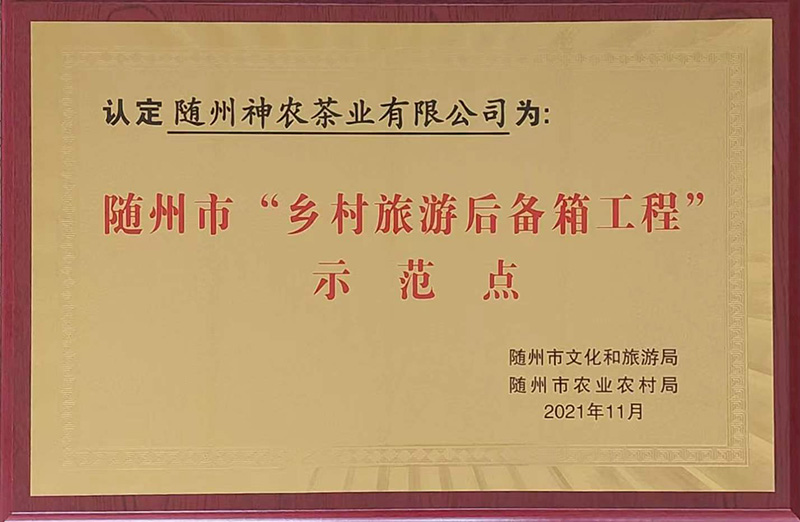 认定随州神农茶业有限公司为:
随州市“乡村旅游后备箱工程”
示范点
随州市文化和旅游局
随州市农业农村局
2021年11月